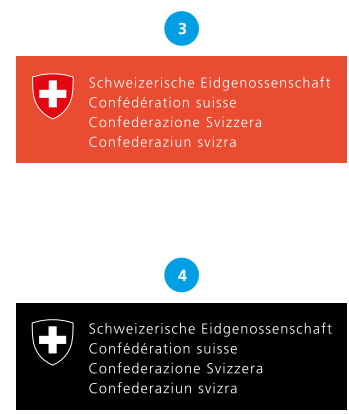 3
Schweizerische Eidgenossenschaft
Confédération suisse
Confederazione Svizzera
Confederaziun svizra
4
Schweizerische Eidgenossenschaft
Confédération suisse
Confederazione Svizzera
Confederaziun svizra